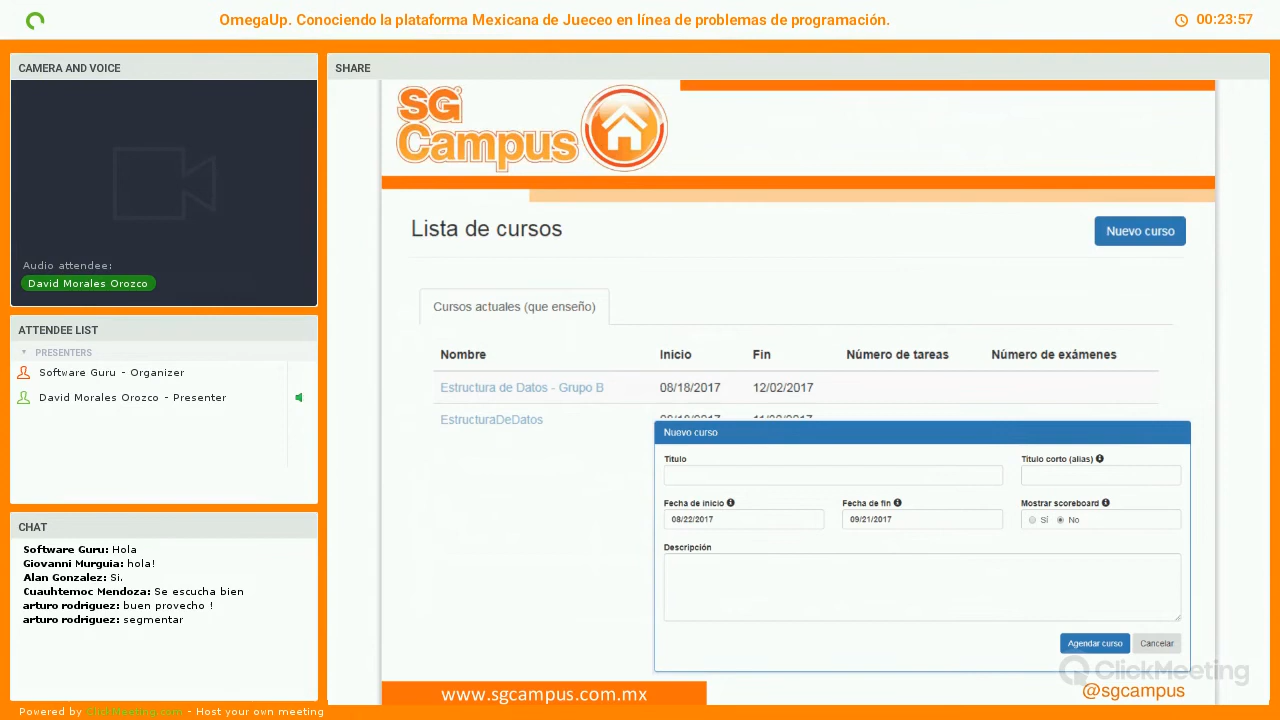 OmegaUp. Conociendo la plataforma Mexicana de Jueceo en línea de problemas de programación.
00:23:57
CAMERA AND VOICE
Audio attendee:
David Morales Orozco
ATTENDEE LIST
PRESENTERS
Software Guru - Organizer
David Morales Orozco - Presenter
CHAT
Software Guru: Hola
Giovanni Murguia: hola!
Alan Gonzalez: Si.
Cuauhtemoc Mendoza: Se escucha bien
arturo rodriguez: buen provecho !
arturo rodriguez: segmentar
SHARE
SG
Campus
Lista de cursos
Nuevo curso
Cursos actuales (que enseño)
Nombre Inicio Fin Número de tareas Número de exámenes
Estructura de Datos - Grupo B 08/18/2017 12/02/2017
EstructuraDeDatos
Nuevo curso
Titulo Titulo corto (alias)
Fecha de inicio Fecha de fin Mostrar scoreboard
08/22/2017 09/21/2017 Sí No
Descripción
Agendar curso Cancelar
ClickMeeting
www.sgcampus.com.mx @sgcampus
Powered by ClickMeeting.com - Host your own meeting